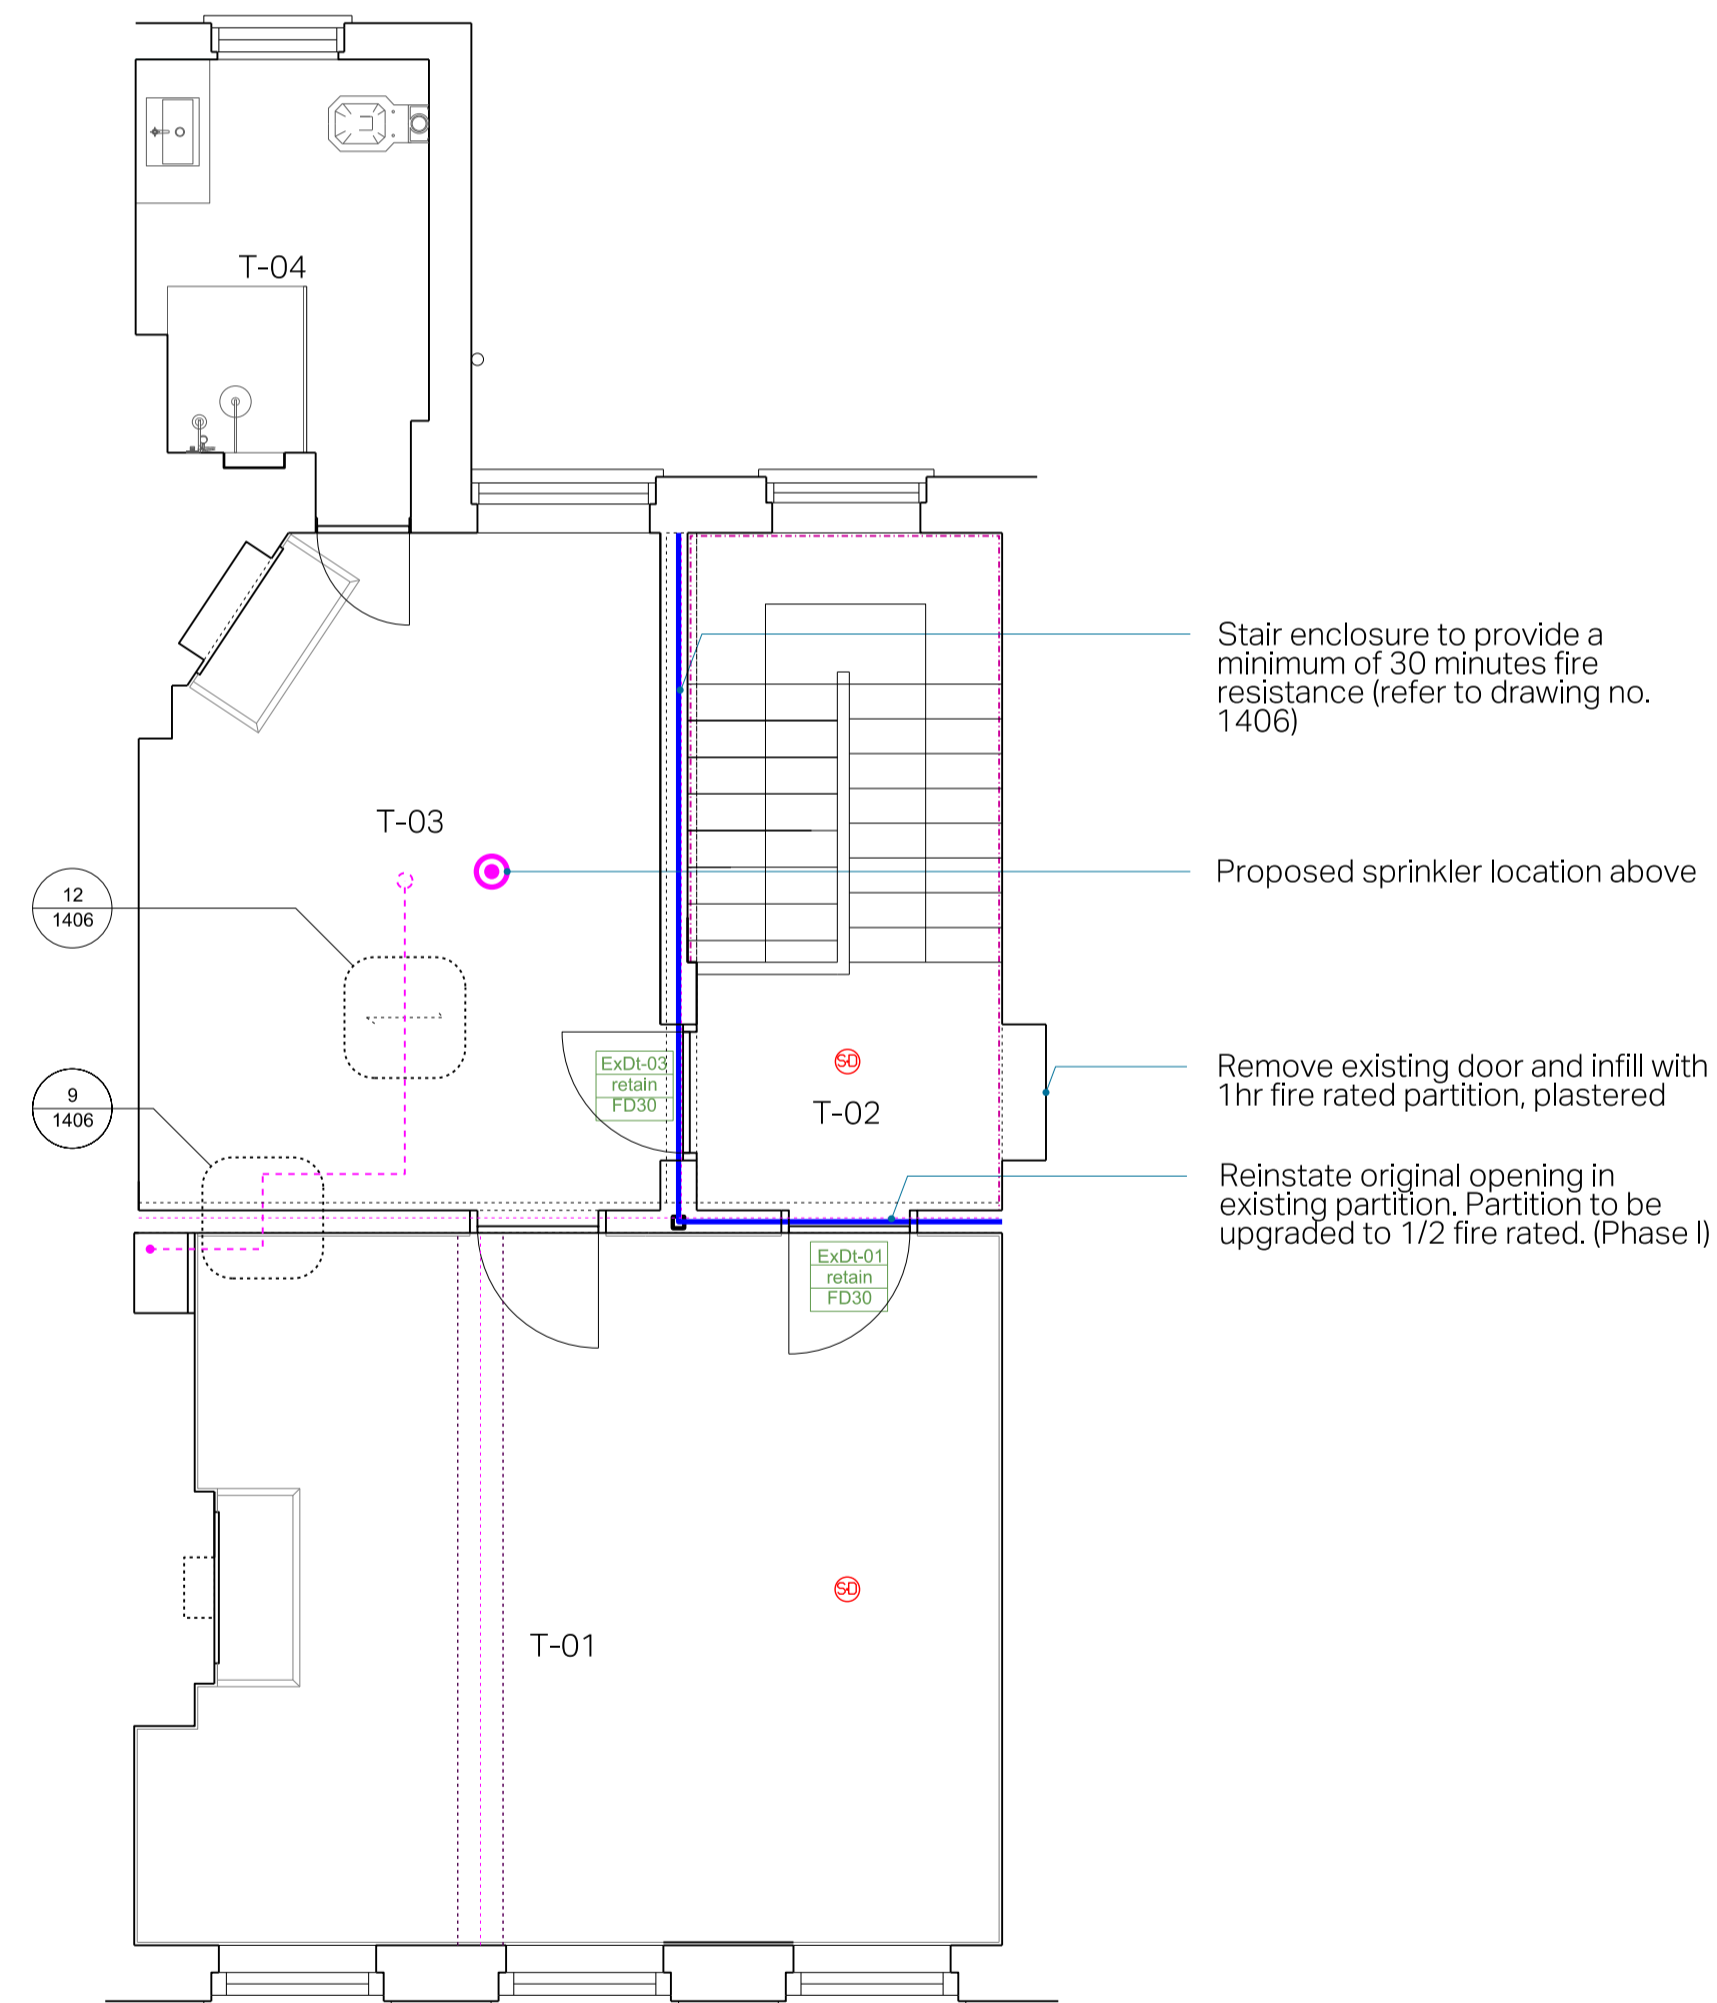 T-04
Stair enclosure to provide a
minimum of 30 minutes fire
resistance (refer to drawing no.
1406)
T-03
Proposed sprinkler location above
12
1406
ExDt-03
retain
FD30
SD
T-02
Remove existing door and infill with
1hr fire rated partition, plastered
9
1406
Reinstate original opening in
existing partition. Partition to be
upgraded to 1/2 fire rated. (Phase I)
ExDt-01
retain
FD30
SD
T-01